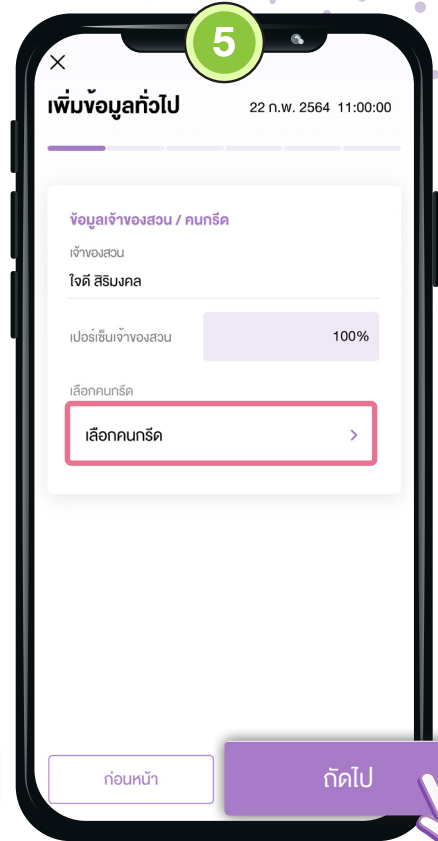 5
เพิ่มข้อมูลทั่วไป 22 ก.พ. 2564 11:00:00
ข้อมูลเจ้าของสวน / คนกรีด
เจ้าของสวน
ใจดี สิริมงคล
เปอร์เซ็นเจ้าของสวน 100%
เลือกคนกรีด
เลือกคนกรีด
ก่อนหน้า ถัดไป